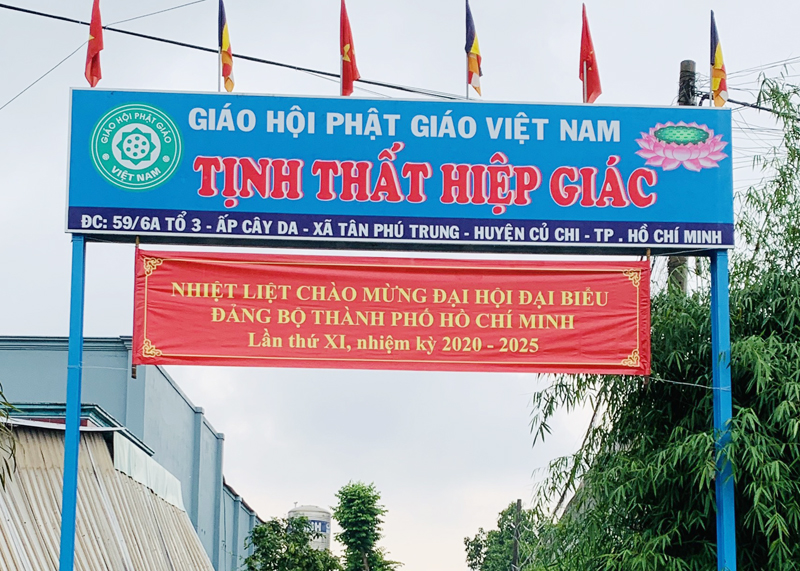 GIÁO HỘI PHẬT GIÁO VIỆT NAM
GIÁO HỘI PHẬT GIÁO
VIỆT NAM
TỊNH THẤT HIỆP GIÁC
ĐC: 59/6A TỔ 3 - ẤP CÂY DA - XÃ TÂN PHÚ TRUNG - HUYỆN CỦ CHI - TP . HỒ CHÍ MINH
NHIỆT LIỆT CHÀO MỪNG ĐẠI HỘI ĐẠI BIỂU
ĐẢNG BỘ THÀNH PHỐ HỒ CHÍ MINH
Lần thứ XI, nhiệm kỳ 2020 - 2025